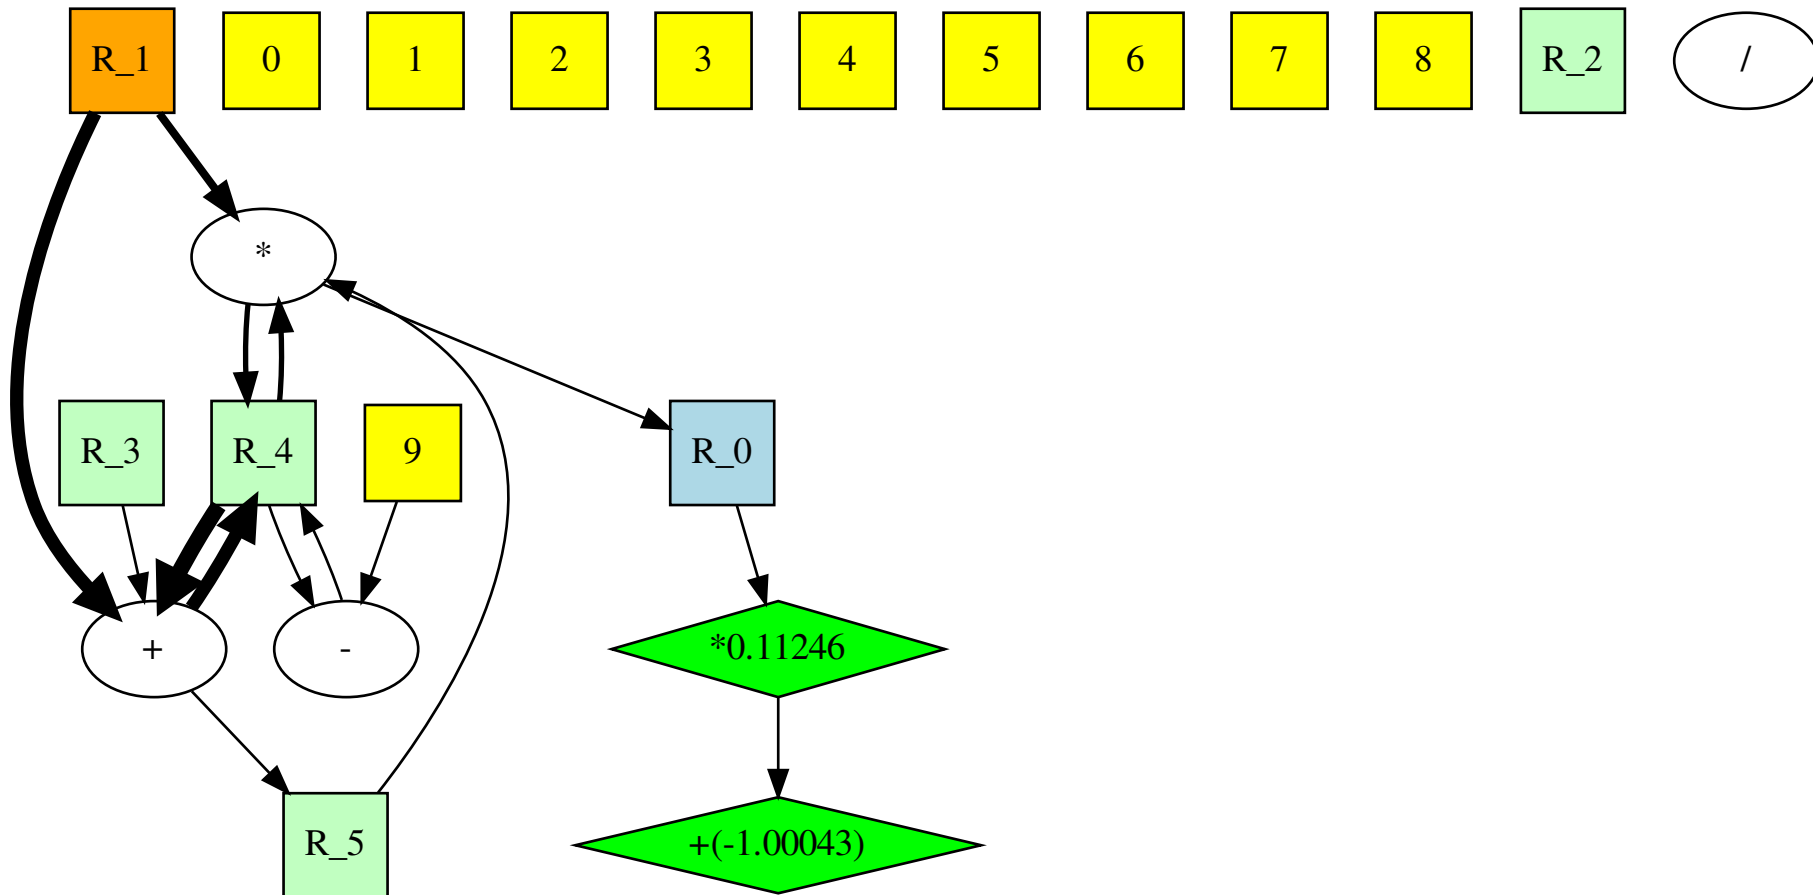 R_1 0 1 2 3 4 5 6 7 8 R_2 /
*
R_3 R_4 9 R_0
+ - *0.11246
R_5 +(-1.00043)